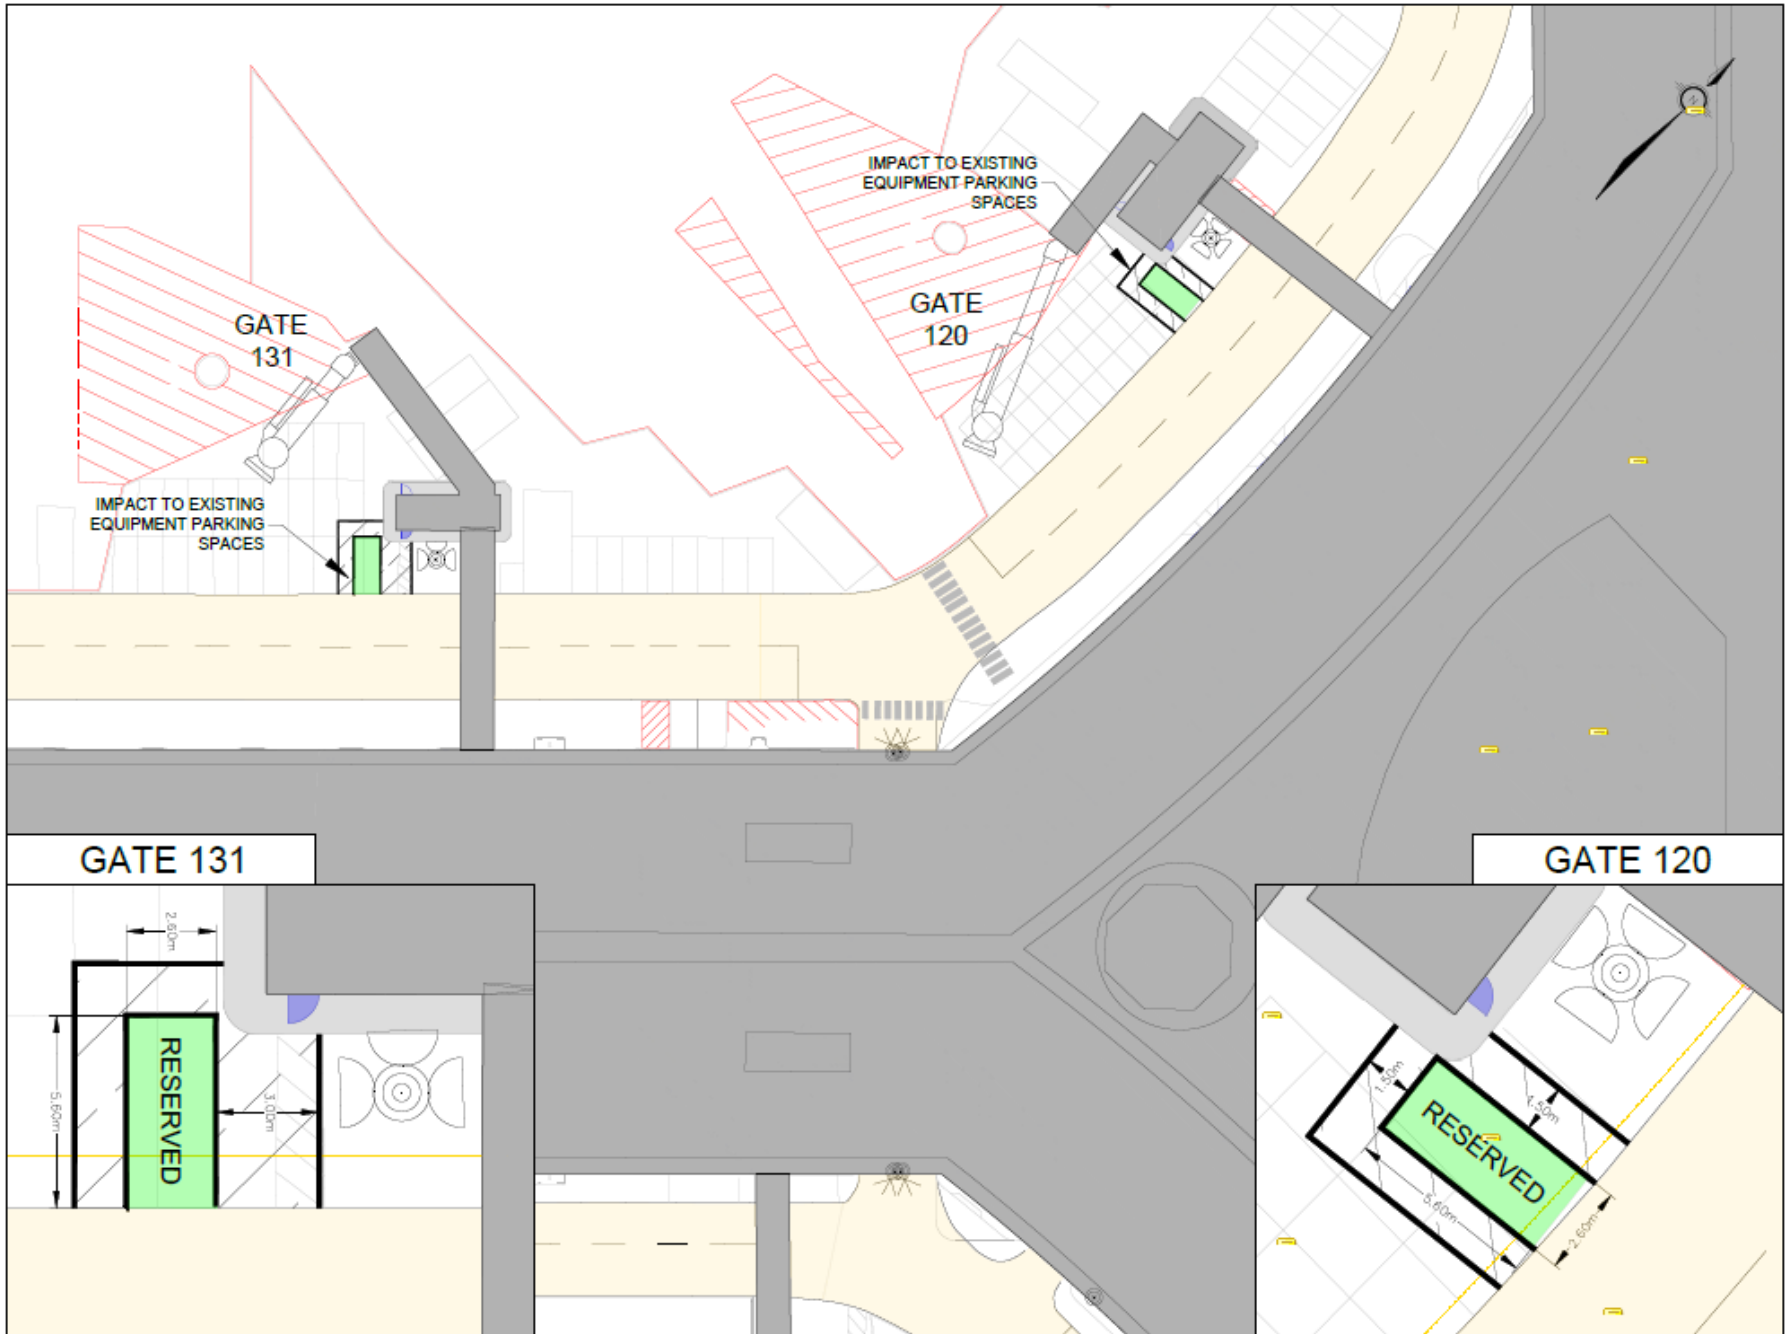 IMPACT TO EXISTING
EQUIPMENT PARKING
SPACES
GATE
120
GATE
131
IMPACT TO EXISTING
EQUIPMENT PARKING
SPACES
N
GATE 131
2.60m
5.60m
RESERVED
3.00m
GATE 120
1.50m
1.50m
RESERVED
5.60m
2.60m